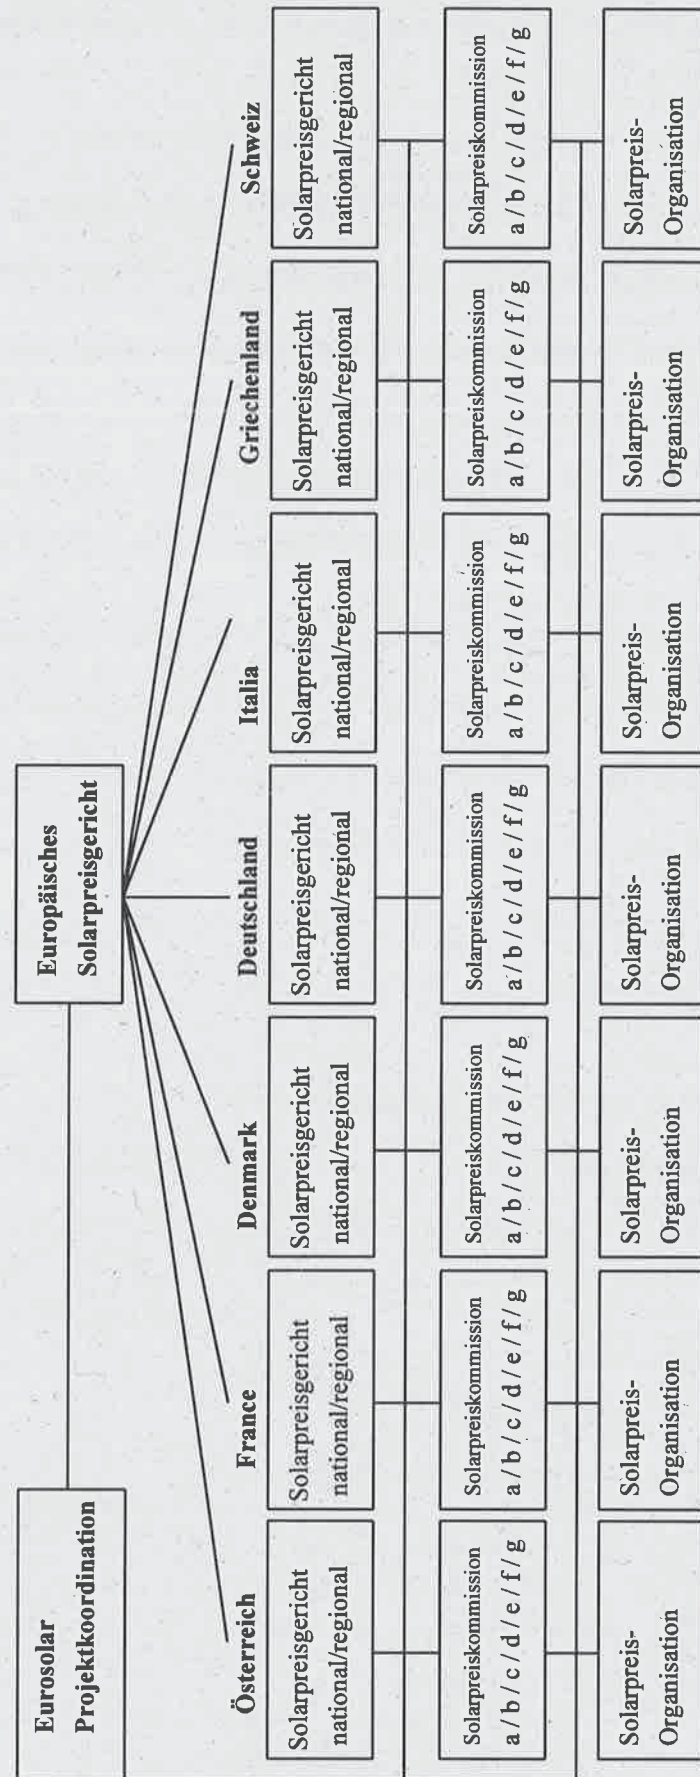 Eurosolar
Projektkoordination
Europäisches
Solarpreisgericht
Österreich
France
Denmark
Deutschland
Italia
Griechenland
Schweiz
Solarpreisgericht
national/regional
Solarpreisgericht
national/regional
Solarpreisgericht
national/regional
Solarpreisgericht
national/regional
Solarpreisgericht
national/regional
Solarpreisgericht
national/regional
Solarpreisgericht
national/regional
Solarpreiskommission
a / b / c / d / e / f / g
Solarpreiskommission
a / b / c / d / e / f / g
Solarpreiskommission
a / b / c / d / e / f / g
Solarpreiskommission
a / b / c / d / e / f / g
Solarpreiskommission
a / b / c / d / e / f / g
Solarpreiskommission
a / b / c / d / e / f / g
Solarpreiskommission
a / b / c / d / e / f / g
Solarpreis-
Organisation
Solarpreis-
Organisation
Solarpreis-
Organisation
Solarpreis-
Organisation
Solarpreis-
Organisation
Solarpreis-
Organisation
Solarpreis-
Organisation